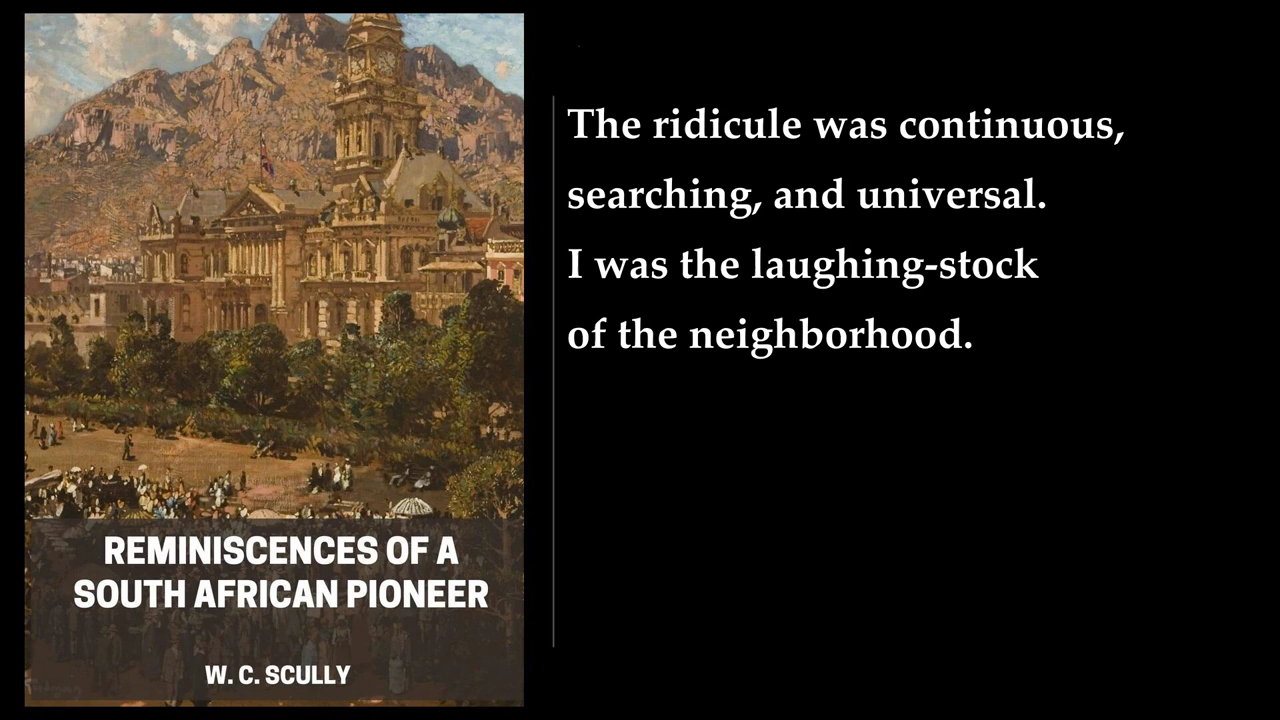 The ridicule was continuous,
searching, and universal.
I was the laughing-stock
of the neighborhood.
REMINISCENCES OF A
SOUTH AFRICAN PIONEER
W. C. SCULLY